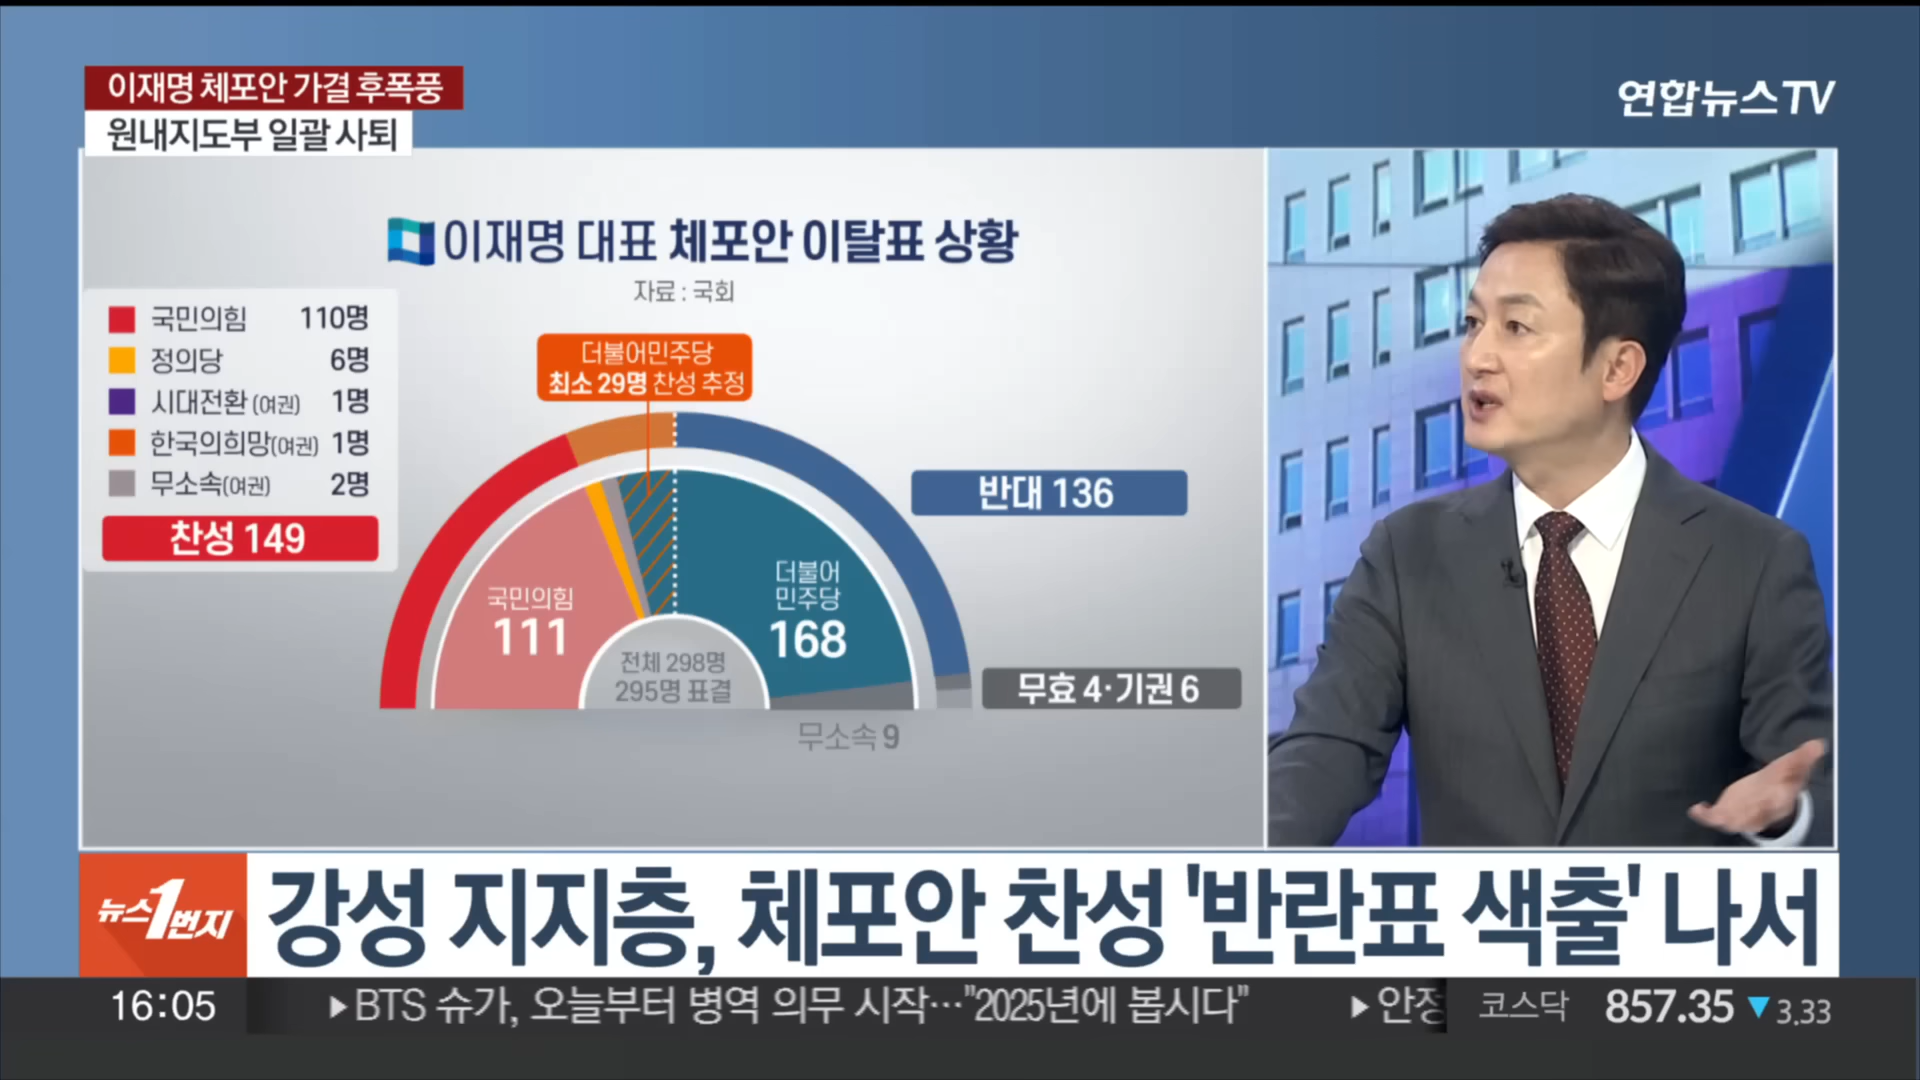 이재명 체포안 가결 후폭풍
원내지도부 일괄 사퇴
연합뉴스TV
이재명 대표 체포안 이탈표 상황
자료 : 국회
국민의힘 110명
정의당 6명
시대전환 (여권) 1명
한국의희망(여권) 1명
무소속(여권) 2명
찬성 149
더불어민주당
최소 29명 찬성 추정
반대 136
국민의힘
111
더불어
민주당
168
전체 298명
295명 표결
무효 4·기권 6
무소속 9
뉴스1번지
강성 지지층, 체포안 찬성 '반란표 색출' 나서
16:05
▶BTS 슈가, 오늘부터 병역 의무 시작…"2025년에 봅시다"
▶안정
코스닥 857.35 ▼ 3.33